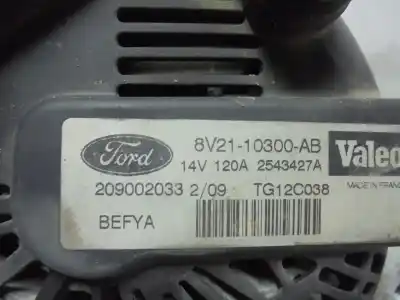 Ford
8V21-10300-AB
14V 120A 2543427A
Valeo
209002033 2/09 TG12C038
MADE IN FRANCE
BEFYA